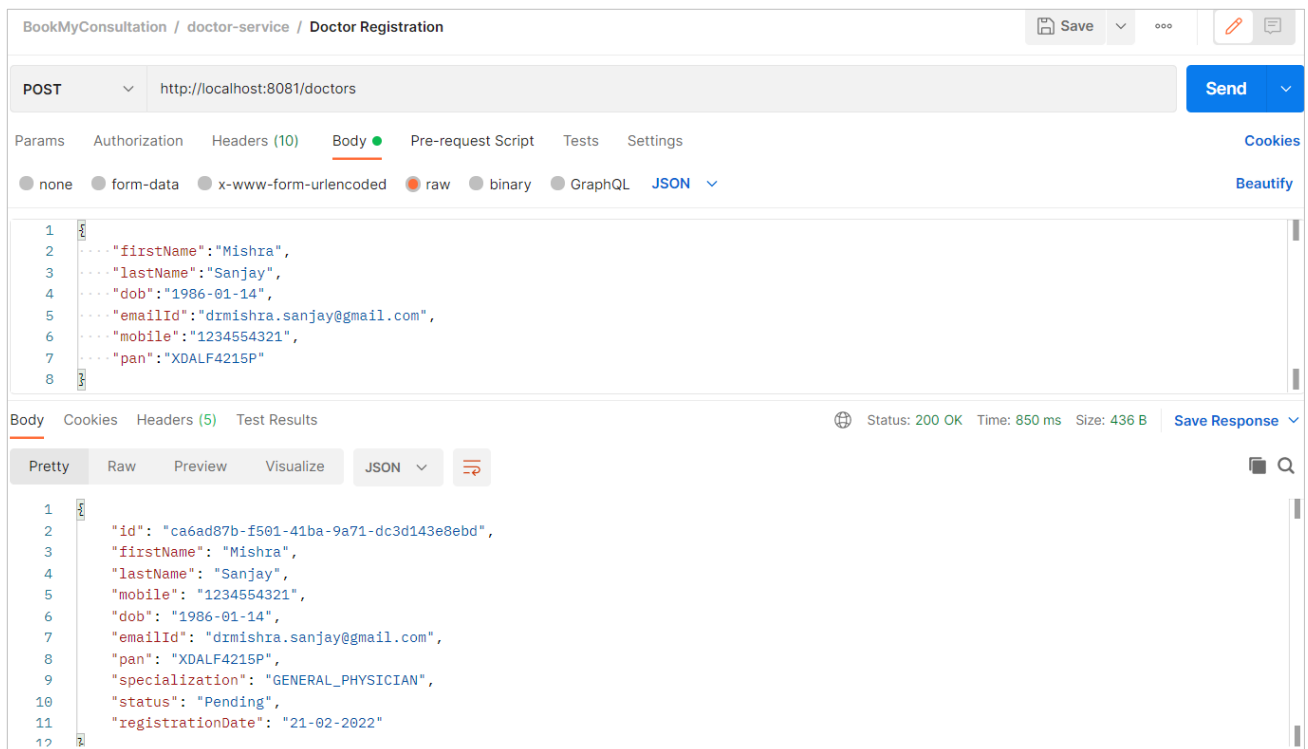 BookMyConsultation / doctor-service / Doctor Registration
Save
POST http://localhost:8081/doctors Send
Params Authorization Headers (10) Body Pre-request Script Tests Settings Cookies
none form-data x-www-form-urlencoded raw binary GraphQL JSON Beautify
1 {
2 "firstName":"Mishra",
3 "lastName":"Sanjay",
4 "dob":"1986-01-14",
5 "emailId":"drmishra.sanjay@gmail.com",
6 "mobile":"1234554321",
7 "pan":"XDALF4215P"
8 }
Body Cookies Headers (5) Test Results Status: 200 OK Time: 850 ms Size: 436 B Save Response
Pretty Raw Preview Visualize JSON
1 {
2 "id": "ca6ad87b-f501-41ba-9a71-dc3d143e8ebd",
3 "firstName": "Mishra",
4 "lastName": "Sanjay",
5 "mobile": "1234554321",
6 "dob": "1986-01-14",
7 "emailId": "drmishra.sanjay@gmail.com",
8 "pan": "XDALF4215P",
9 "specialization": "GENERAL_PHYSICIAN",
10 "status": "Pending",
11 "registrationDate": "21-02-2022"
12 }